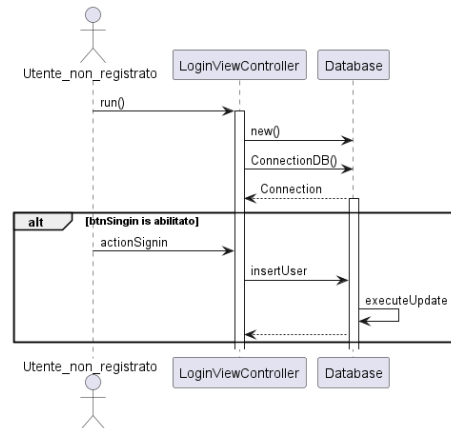 Utente_non_registrato
LoginViewController
Database
run()
new()
ConnectionDB()
Connection
alt
[btnSingin is abilitato]
actionSignin
insertUser
executeUpdate
Utente_non_registrato
LoginViewController
Database